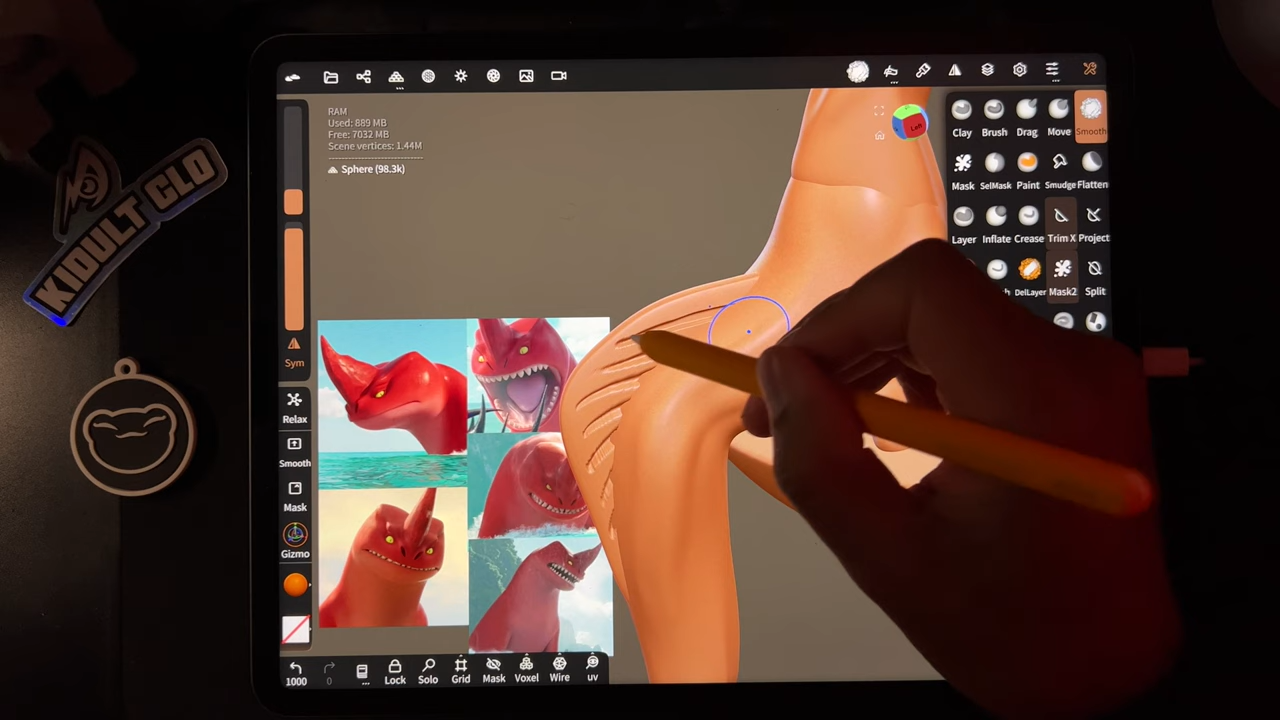 KIDULT CLO
RAM
Used: 889 MB
Free: 7032 MB
Scene vertices: 1.44M
Sphere (98.3k)
Left
Clay Brush Drag Move Smooth
Mask SelMask Paint Smudge Flatten
Layer Inflate Crease Trim X Project
DelLayer Mask2 Split
Sym
Relax
Smooth
Mask
Gizmo
1000 0 Lock Solo Grid Mask Voxel Wire uv